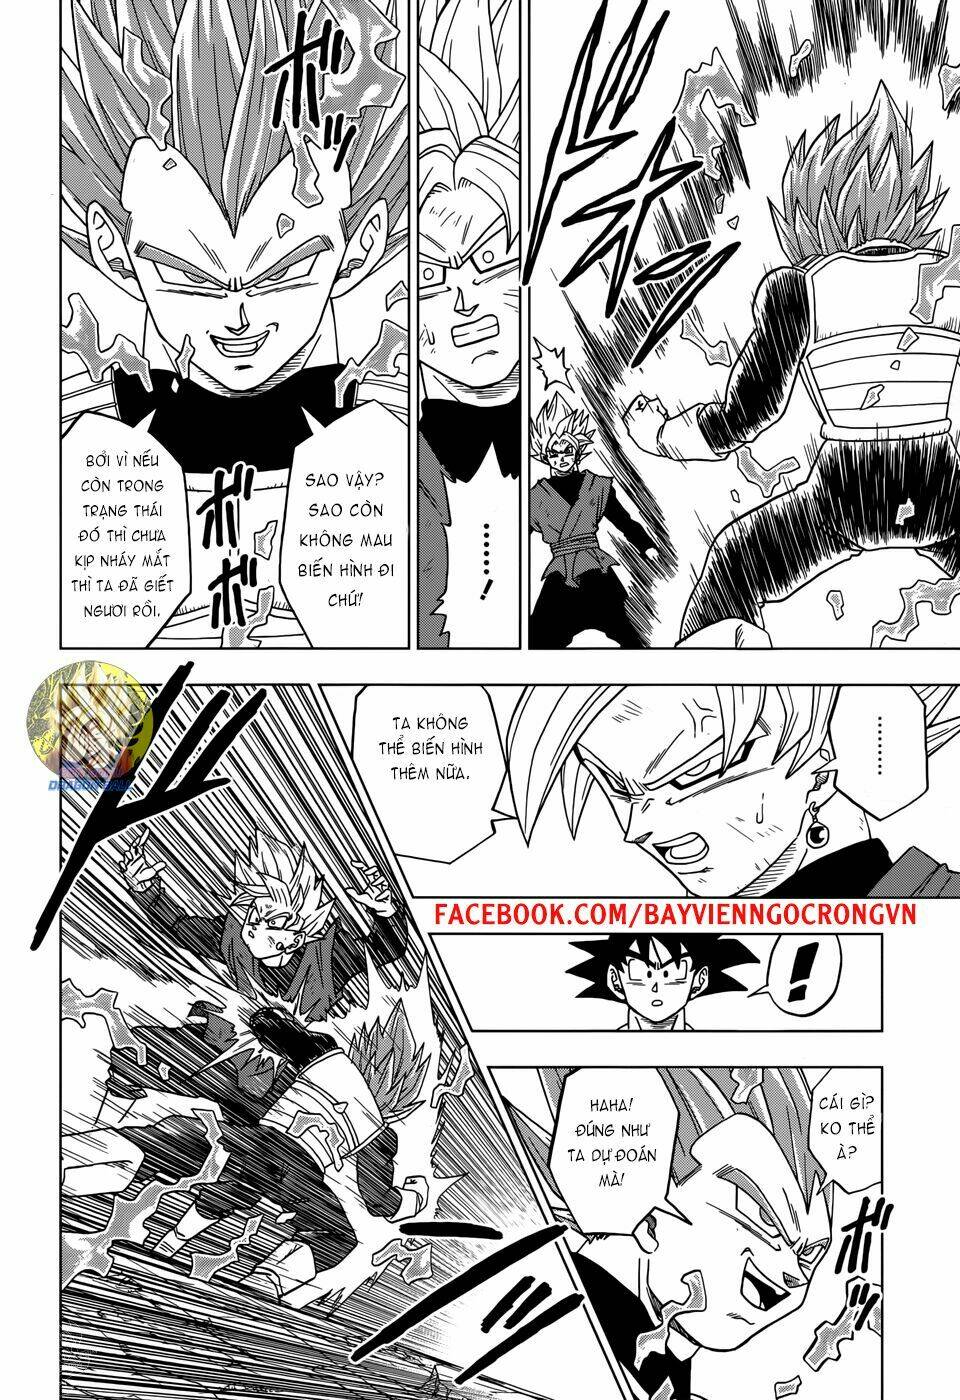 ......!
SAO VẬY?
SAO CÒN
KHÔNG MAU
BIẾN HÌNH ĐI
CHỨ!
BỞI VÌ NẾU
CÒN TRONG
TRẠNG THÁI
ĐÓ THÌ CHƯA
KỊP NHÁY MẮT
THÌ TA ĐÃ GIẾT
NGƯƠI RỒI.
ボッ
ボボボ
........
TA KHÔNG
THỂ BIẾN HÌNH
THÊM NỮA.
DRAGON BALL
FACEBOOK.COM/BAYVIENNGOCRONGVN
!
CÁI GÌ?
KO THỂ
À?
HAHA!
ĐÚNG NHƯ
TA DỰ ĐOÁN
MÀ!
ボッ